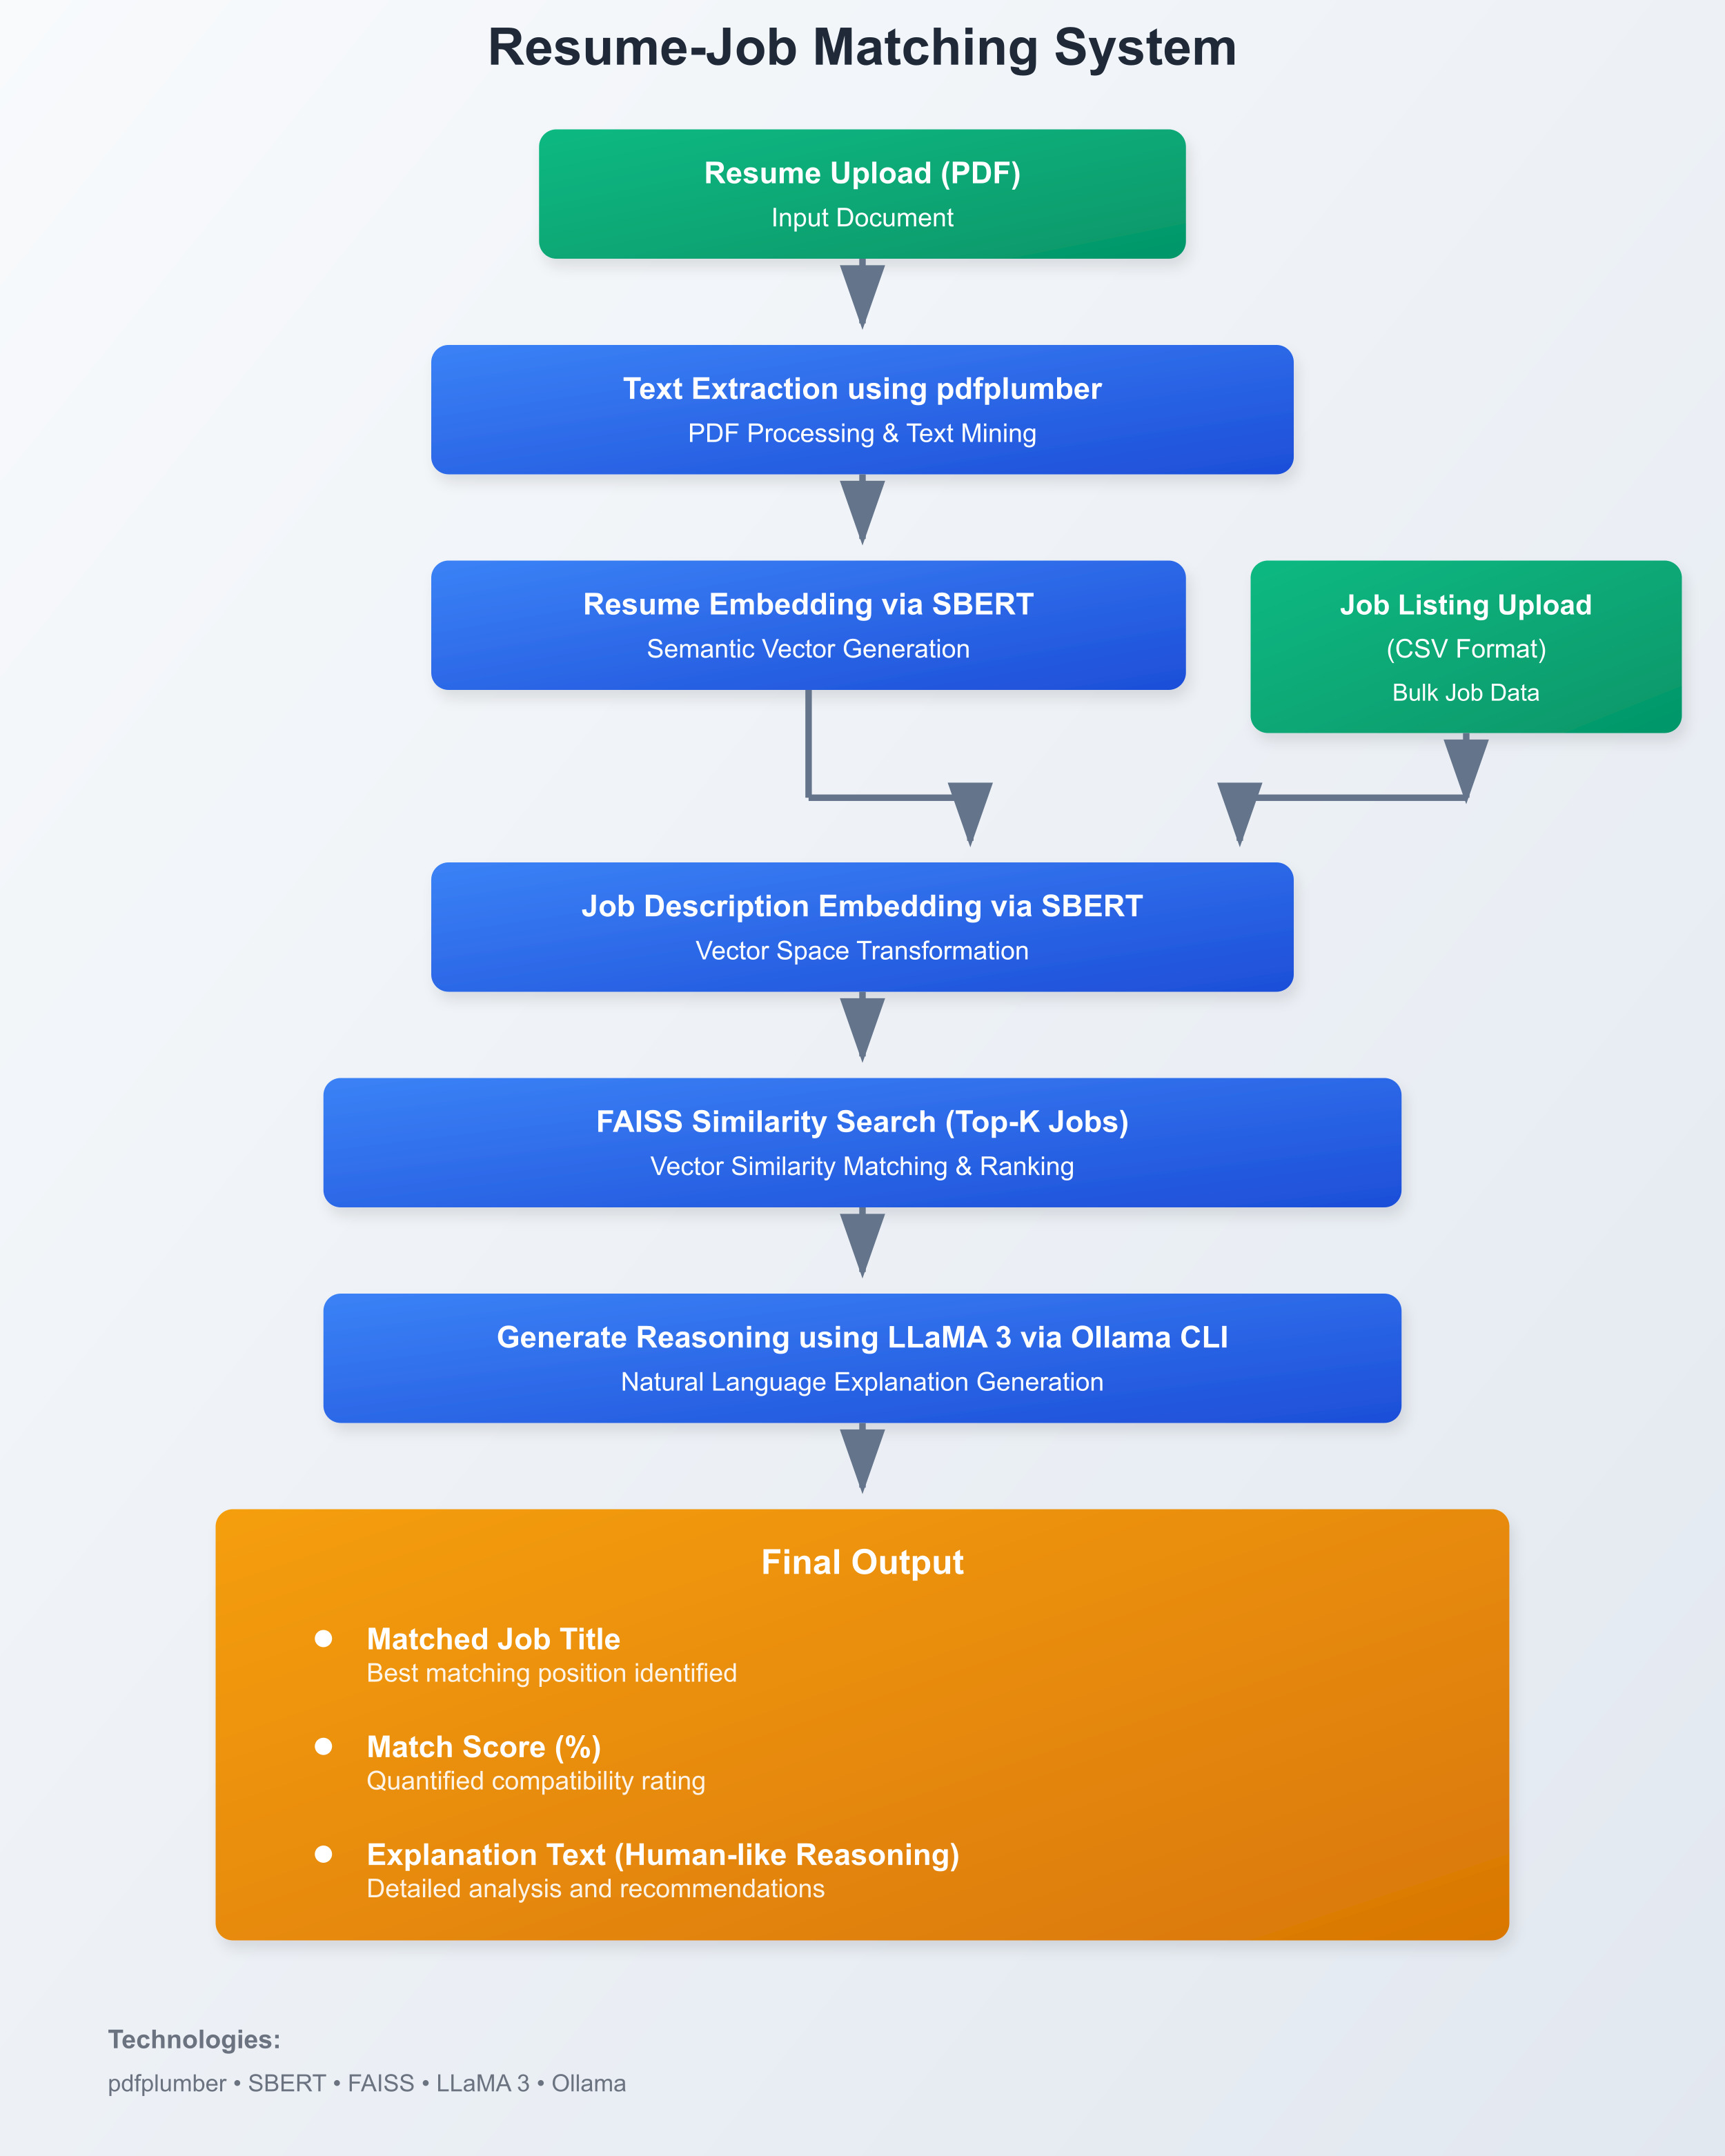 Resume-Job Matching System
Resume Upload (PDF)
Input Document
Text Extraction using pdfplumber
PDF Processing & Text Mining
Resume Embedding via SBERT
Semantic Vector Generation
Job Listing Upload
(CSV Format)
Bulk Job Data
Job Description Embedding via SBERT
Vector Space Transformation
FAISS Similarity Search (Top-K Jobs)
Vector Similarity Matching & Ranking
Generate Reasoning using LLaMA 3 via Ollama CLI
Natural Language Explanation Generation
Final Output
● Matched Job Title
Best matching position identified
● Match Score (%)
Quantified compatibility rating
● Explanation Text (Human-like Reasoning)
Detailed analysis and recommendations
Technologies:
pdfplumber • SBERT • FAISS • LLaMA 3 • Ollama